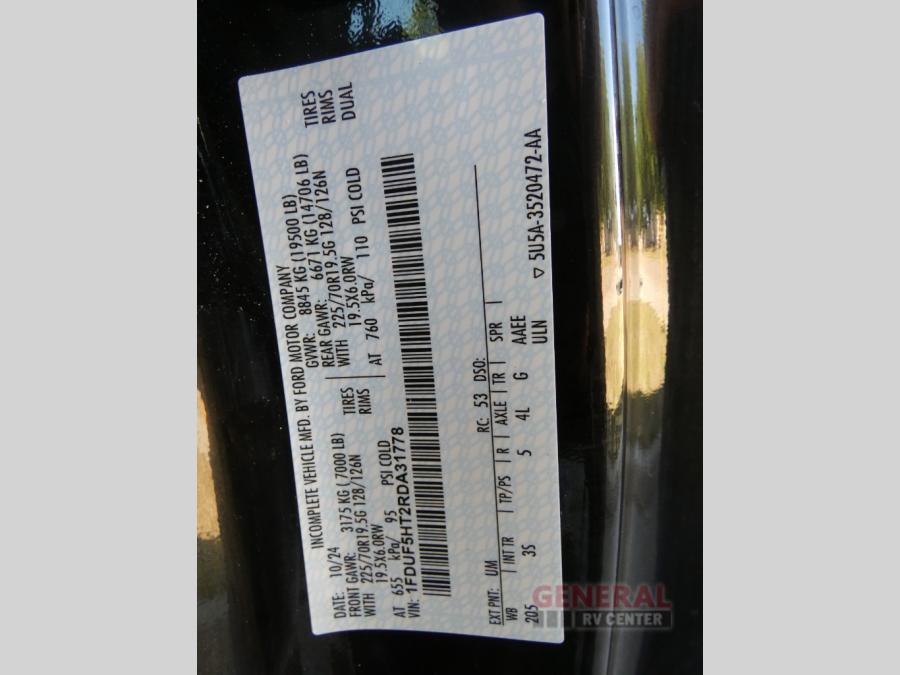 INCOMPLETE VEHICLE MFD. BY FORD MOTOR COMPANY
DATE: 10/24 GVWR: 8845 KG (19500 LB)
FRONT GAWR: 3175 KG (7000 LB) REAR GAWR: 6671 KG (14706 LB)
WITH 225/70R19.5G 128/126N TIRES WITH 225/70R19.5G 128/126N TIRES
19.5X6.0RW RIMS 19.5X6.0RW RIMS
AT 655 kPa/ 95 PSI COLD AT 760 kPa/ 110 PSI COLD DUAL
VIN: 1FDUF5HT2RDA31778
EXT PNT: UM RC: 53 DSO:
WB | INTTR | TP/PS | R | AXLE | TR | SPR |
205 3S 5 4L G AAEE
ULN ▽ 5U5A-3520472-AA
GENERAL
RV CENTER